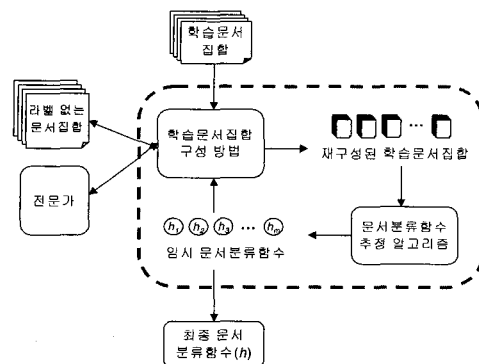 학습문서
집합
라벨 없는
문서집합
학습문서집합
구성 방법
재구성된 학습문서집합
전문가
h1 h2 h3 ... hm
임시 문서분류함수
문서분류함수
추정 알고리즘
최종 문서
분류함수(h)